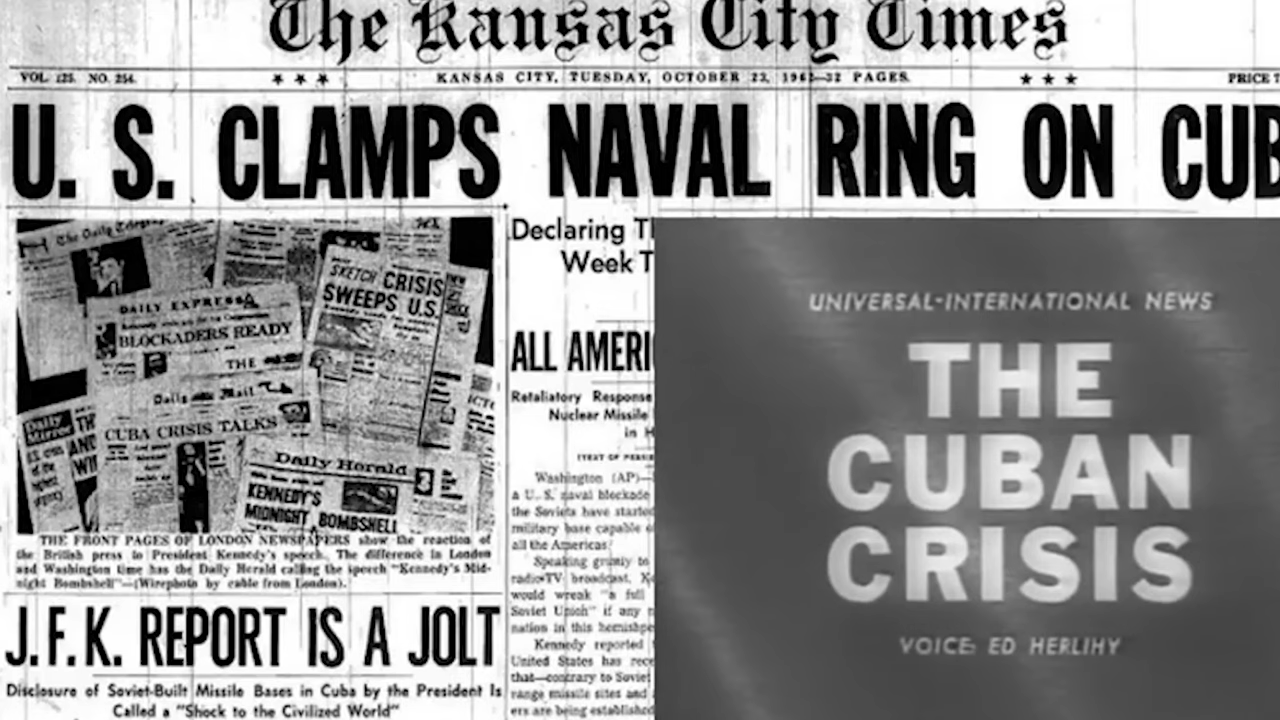 The Kansas City Times
VOL. 125. NO. 254.
★ ★ ★
KANSAS CITY, TUESDAY, OCTOBER 23, 1962—32 PAGES.
★ ★ ★
PRICE 7
U. S. CLAMPS NAVAL RING ON CUB
The Daily Telegraph
DAILY EXPRESS
BLOCKADERS READY
THE
Daily Mail
CUBA CRISIS TALKS
SKETCH CRISIS
SWEEPS U.S.
Daily
Mirror
Daily Herald
KENNEDY'S
MIDNIGHT BOMBSHELL
THE FRONT PAGES OF LONDON NEWSPAPERS show the reaction of
the British press to President Kennedy's speech. The difference in London
and Washington time has the Daily Herald calling the speech "Kennedy's Mid-
night Bombshell"—(Wirephoto by cable from London).
J.F.K. REPORT IS A JOLT
Disclosure of Soviet-Built Missile Bases in Cuba by the President Is
Called a "Shock to the Civilized World"
Declaring T
Week T
ALL AMERI
Retaliatory Response
Nuclear Missile
in H
Washington (AP)—
a U. S. naval blockade
the Soviets have started
military base capable o
all the Americas.
Speaking grimly to
radio-TV broadcast, K
would wreak "a full
Soviet Union" if any n
nation in this hemisphe
Kennedy reported
United States has rece
that—contrary to Soviet
range missile sites and
ers are being established
UNIVERSAL-INTERNATIONAL NEWS
THE
CUBAN
CRISIS
VOICE: ED HERLIHY